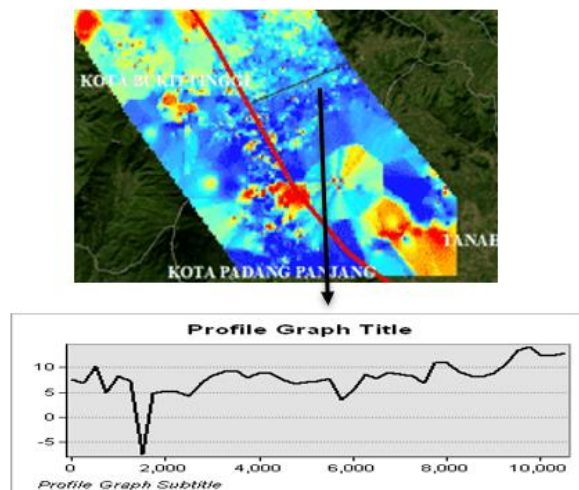 KOTA BUKITTINGGI
TANAH
KOTA PADANG PANJANG
Profile Graph Title
10
5
0
-5
0
2,000
4,000
6,000
8,000
10,000
Profile Graph Subtitle